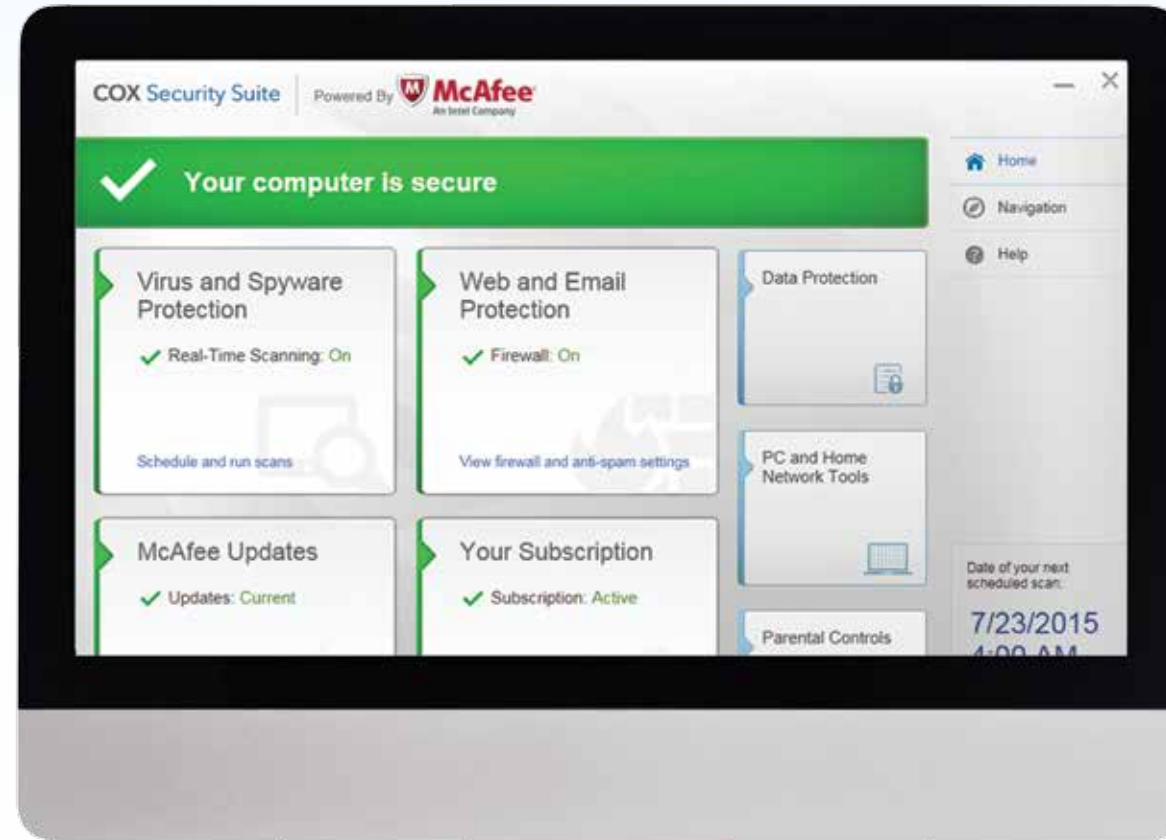 COX Security Suite
Powered By McAfee
An Intel Company
Your computer is secure
Virus and Spyware
Protection
Real-Time Scanning: On
Schedule and run scans
Web and Email
Protection
Firewall: On
View firewall and anti-spam settings
McAfee Updates
Updates: Current
Your Subscription
Subscription: Active
Data Protection
PC and Home
Network Tools
Parental Controls
Home
Navigation
Help
Date of your next
scheduled scan:
7/23/2015
4:00 AM